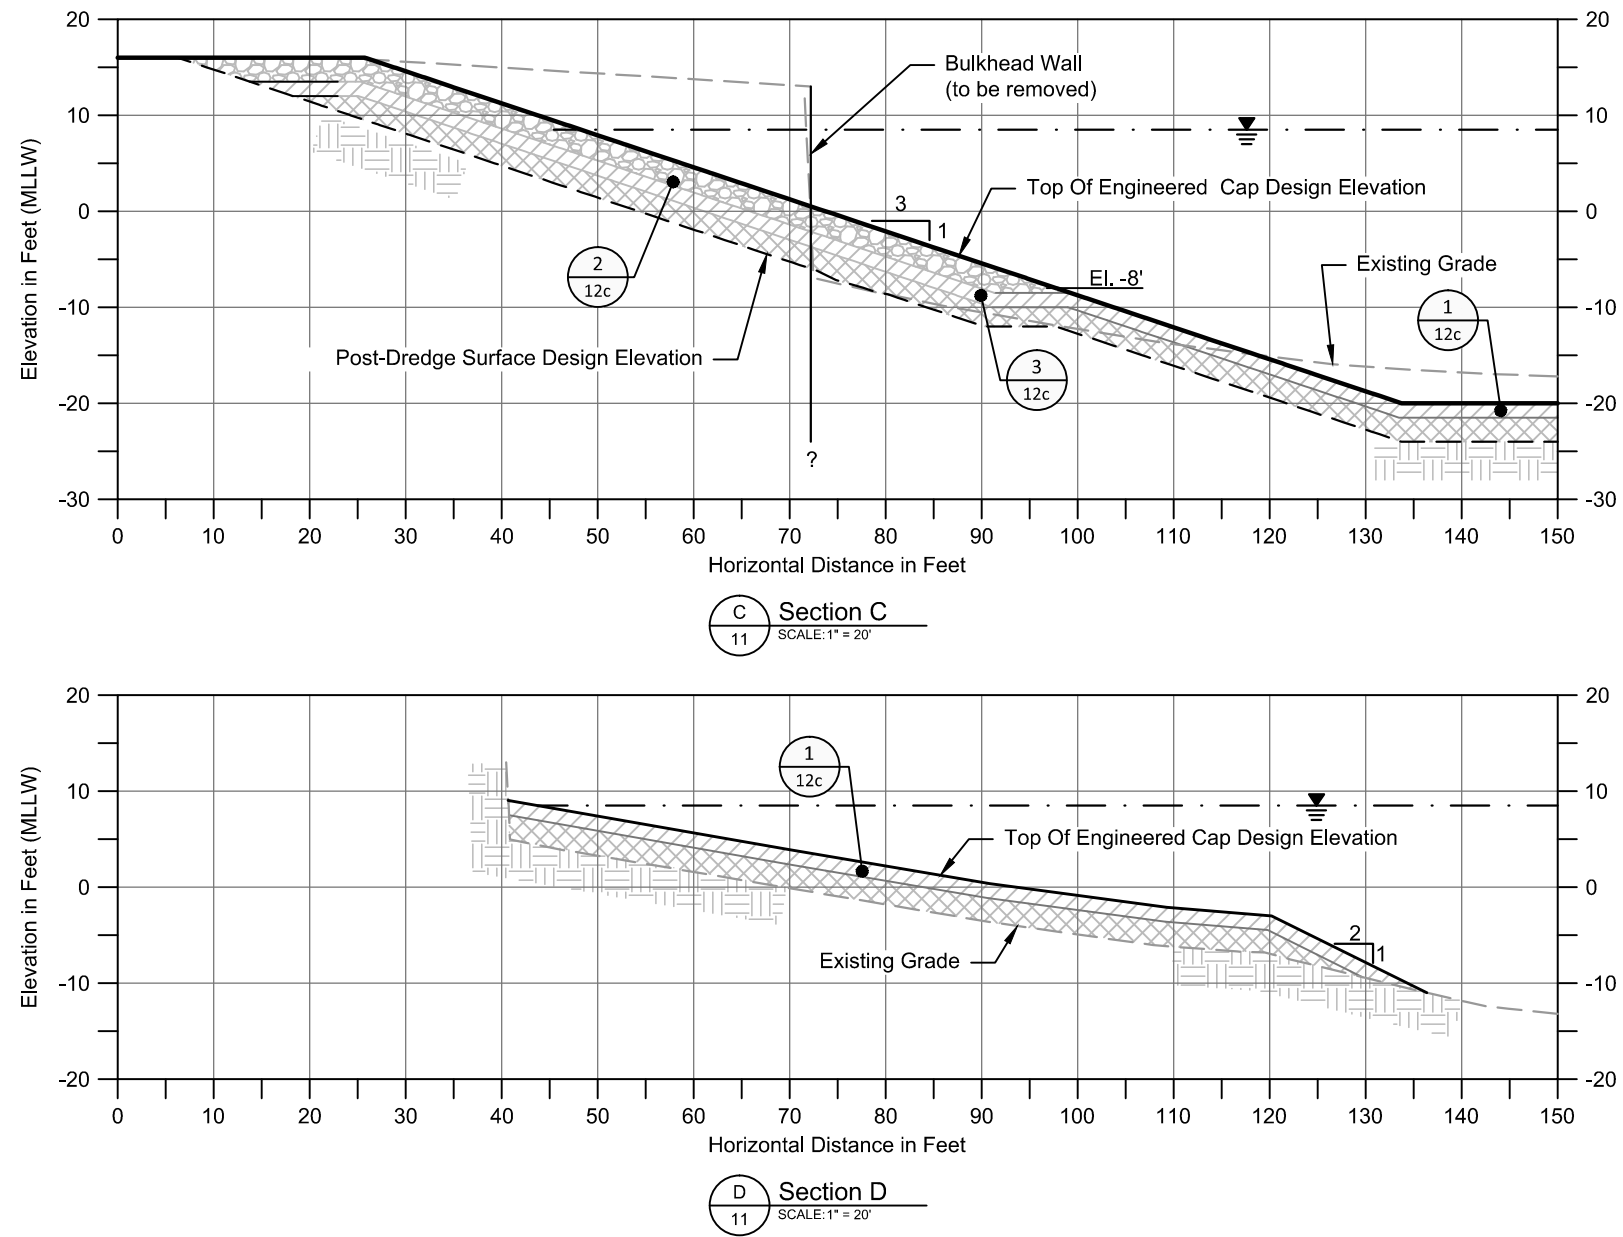 20
10
0
-10
-20
-30
Elevation in Feet (MLLW)
20
10
0
-10
-20
-30
Bulkhead Wall
(to be removed)
Top Of Engineered Cap Design Elevation
3
1
2
12c
El. -8'
Existing Grade
1
12c
Post-Dredge Surface Design Elevation
3
12c
?
0 10 20 30 40 50 60 70 80 90 100 110 120 130 140 150
Horizontal Distance in Feet
C
11
Section C
SCALE:1" = 20'
20
10
0
-10
-20
Elevation in Feet (MLLW)
20
10
0
-10
-20
1
12c
Top Of Engineered Cap Design Elevation
2
1
Existing Grade
0 10 20 30 40 50 60 70 80 90 100 110 120 130 140 150
Horizontal Distance in Feet
D
11
Section D
SCALE:1" = 20'